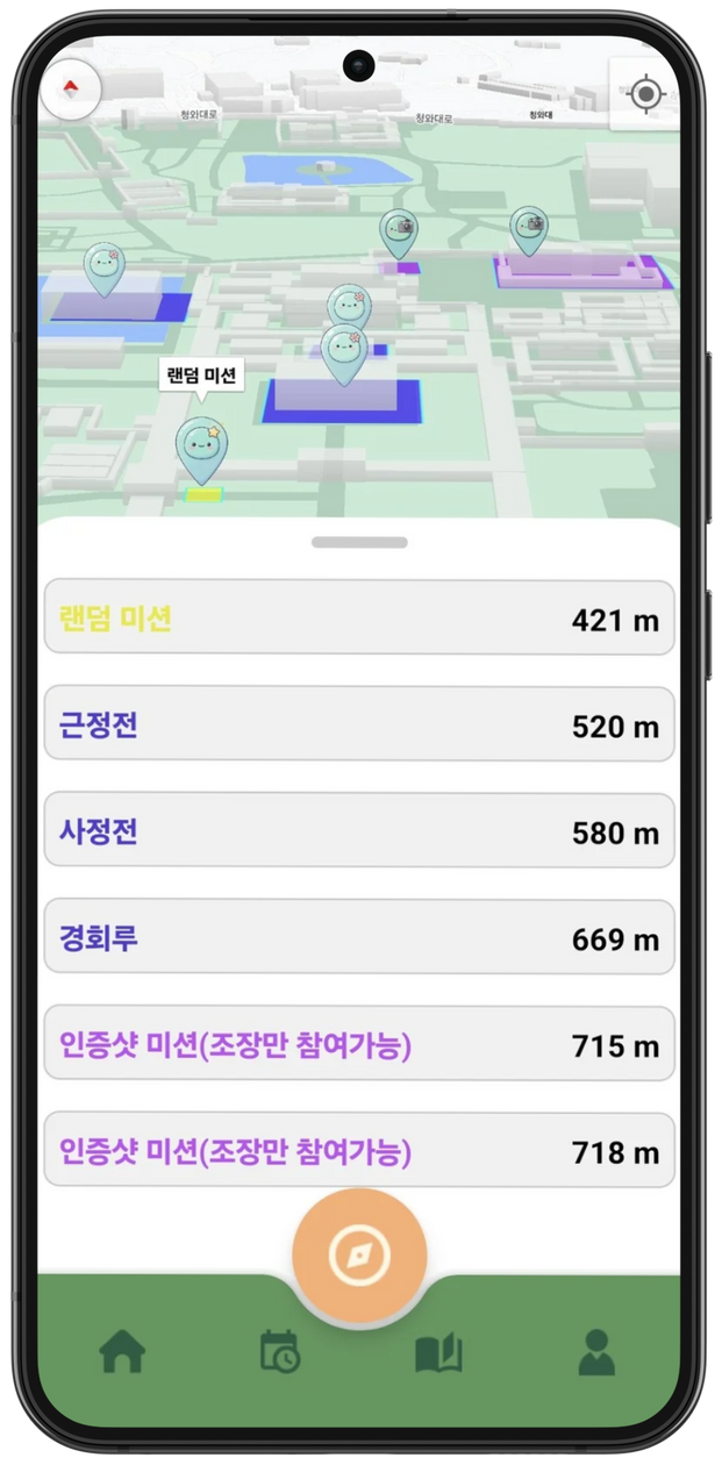 청와대로
청와대로
청와대
랜덤 미션
랜덤 미션
421 m
근정전
520 m
사정전
580 m
경회루
669 m
인증샷 미션(조장만 참여가능)
715 m
인증샷 미션(조장만 참여가능)
718 m